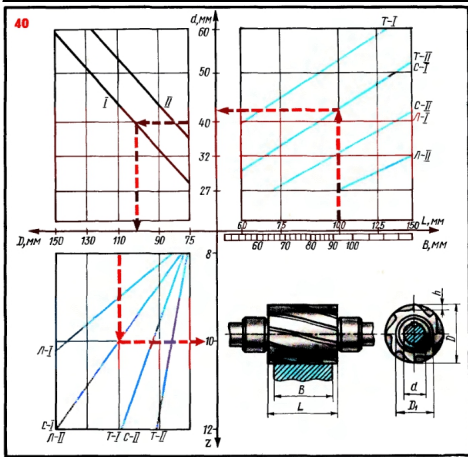 40
d, мм
60
50
40
32
27
I
II
Т-I
Т-II
С-I
С-II
Л-I
Л-II
D, мм
150 130 110 90 75
60 75 100 125 150
L, мм
60 70 80 90 100
B, мм
8
10
12
z
Л-I
С-I
Л-II
Т-I С-II Т-II
B
L
h
D
d
D₁